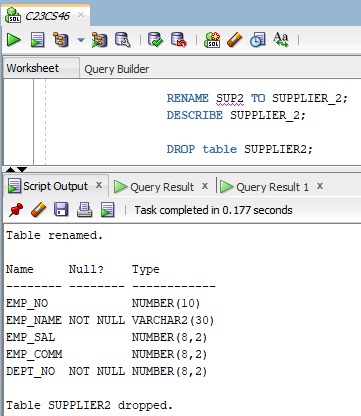 C23CS46
Worksheet Query Builder
RENAME SUP2 TO SUPPLIER_2;
DESCRIBE SUPPLIER_2;
DROP table SUPPLIER2;
Script Output x Query Result x Query Result 1 x
Task completed in 0.177 seconds
Table renamed.
Name Null? Type
-------- -------- ------------
EMP_NO NUMBER(10)
EMP_NAME NOT NULL VARCHAR2(30)
EMP_SAL NUMBER(8,2)
EMP_COMM NUMBER(8,2)
DEPT_NO NOT NULL NUMBER(8,2)
Table SUPPLIER2 dropped.